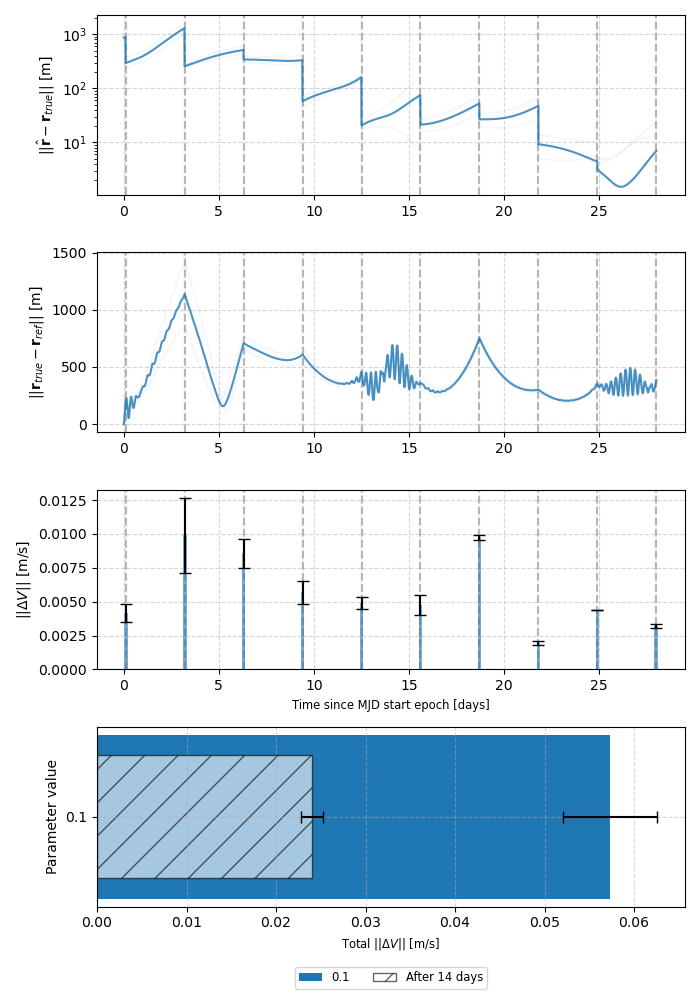 ||r̂ − r_true|| [m]
10³
10²
10¹
0 5 10 15 20 25
||r_true − r_ref|| [m]
1500
1000
500
0
0 5 10 15 20 25
||ΔV|| [m/s]
0.0125
0.0100
0.0075
0.0050
0.0025
0.0000
0 5 10 15 20 25
Time since MJD start epoch [days]
Parameter value
0.1
0.00 0.01 0.02 0.03 0.04 0.05 0.06
Total ||ΔV|| [m/s]
0.1 After 14 days